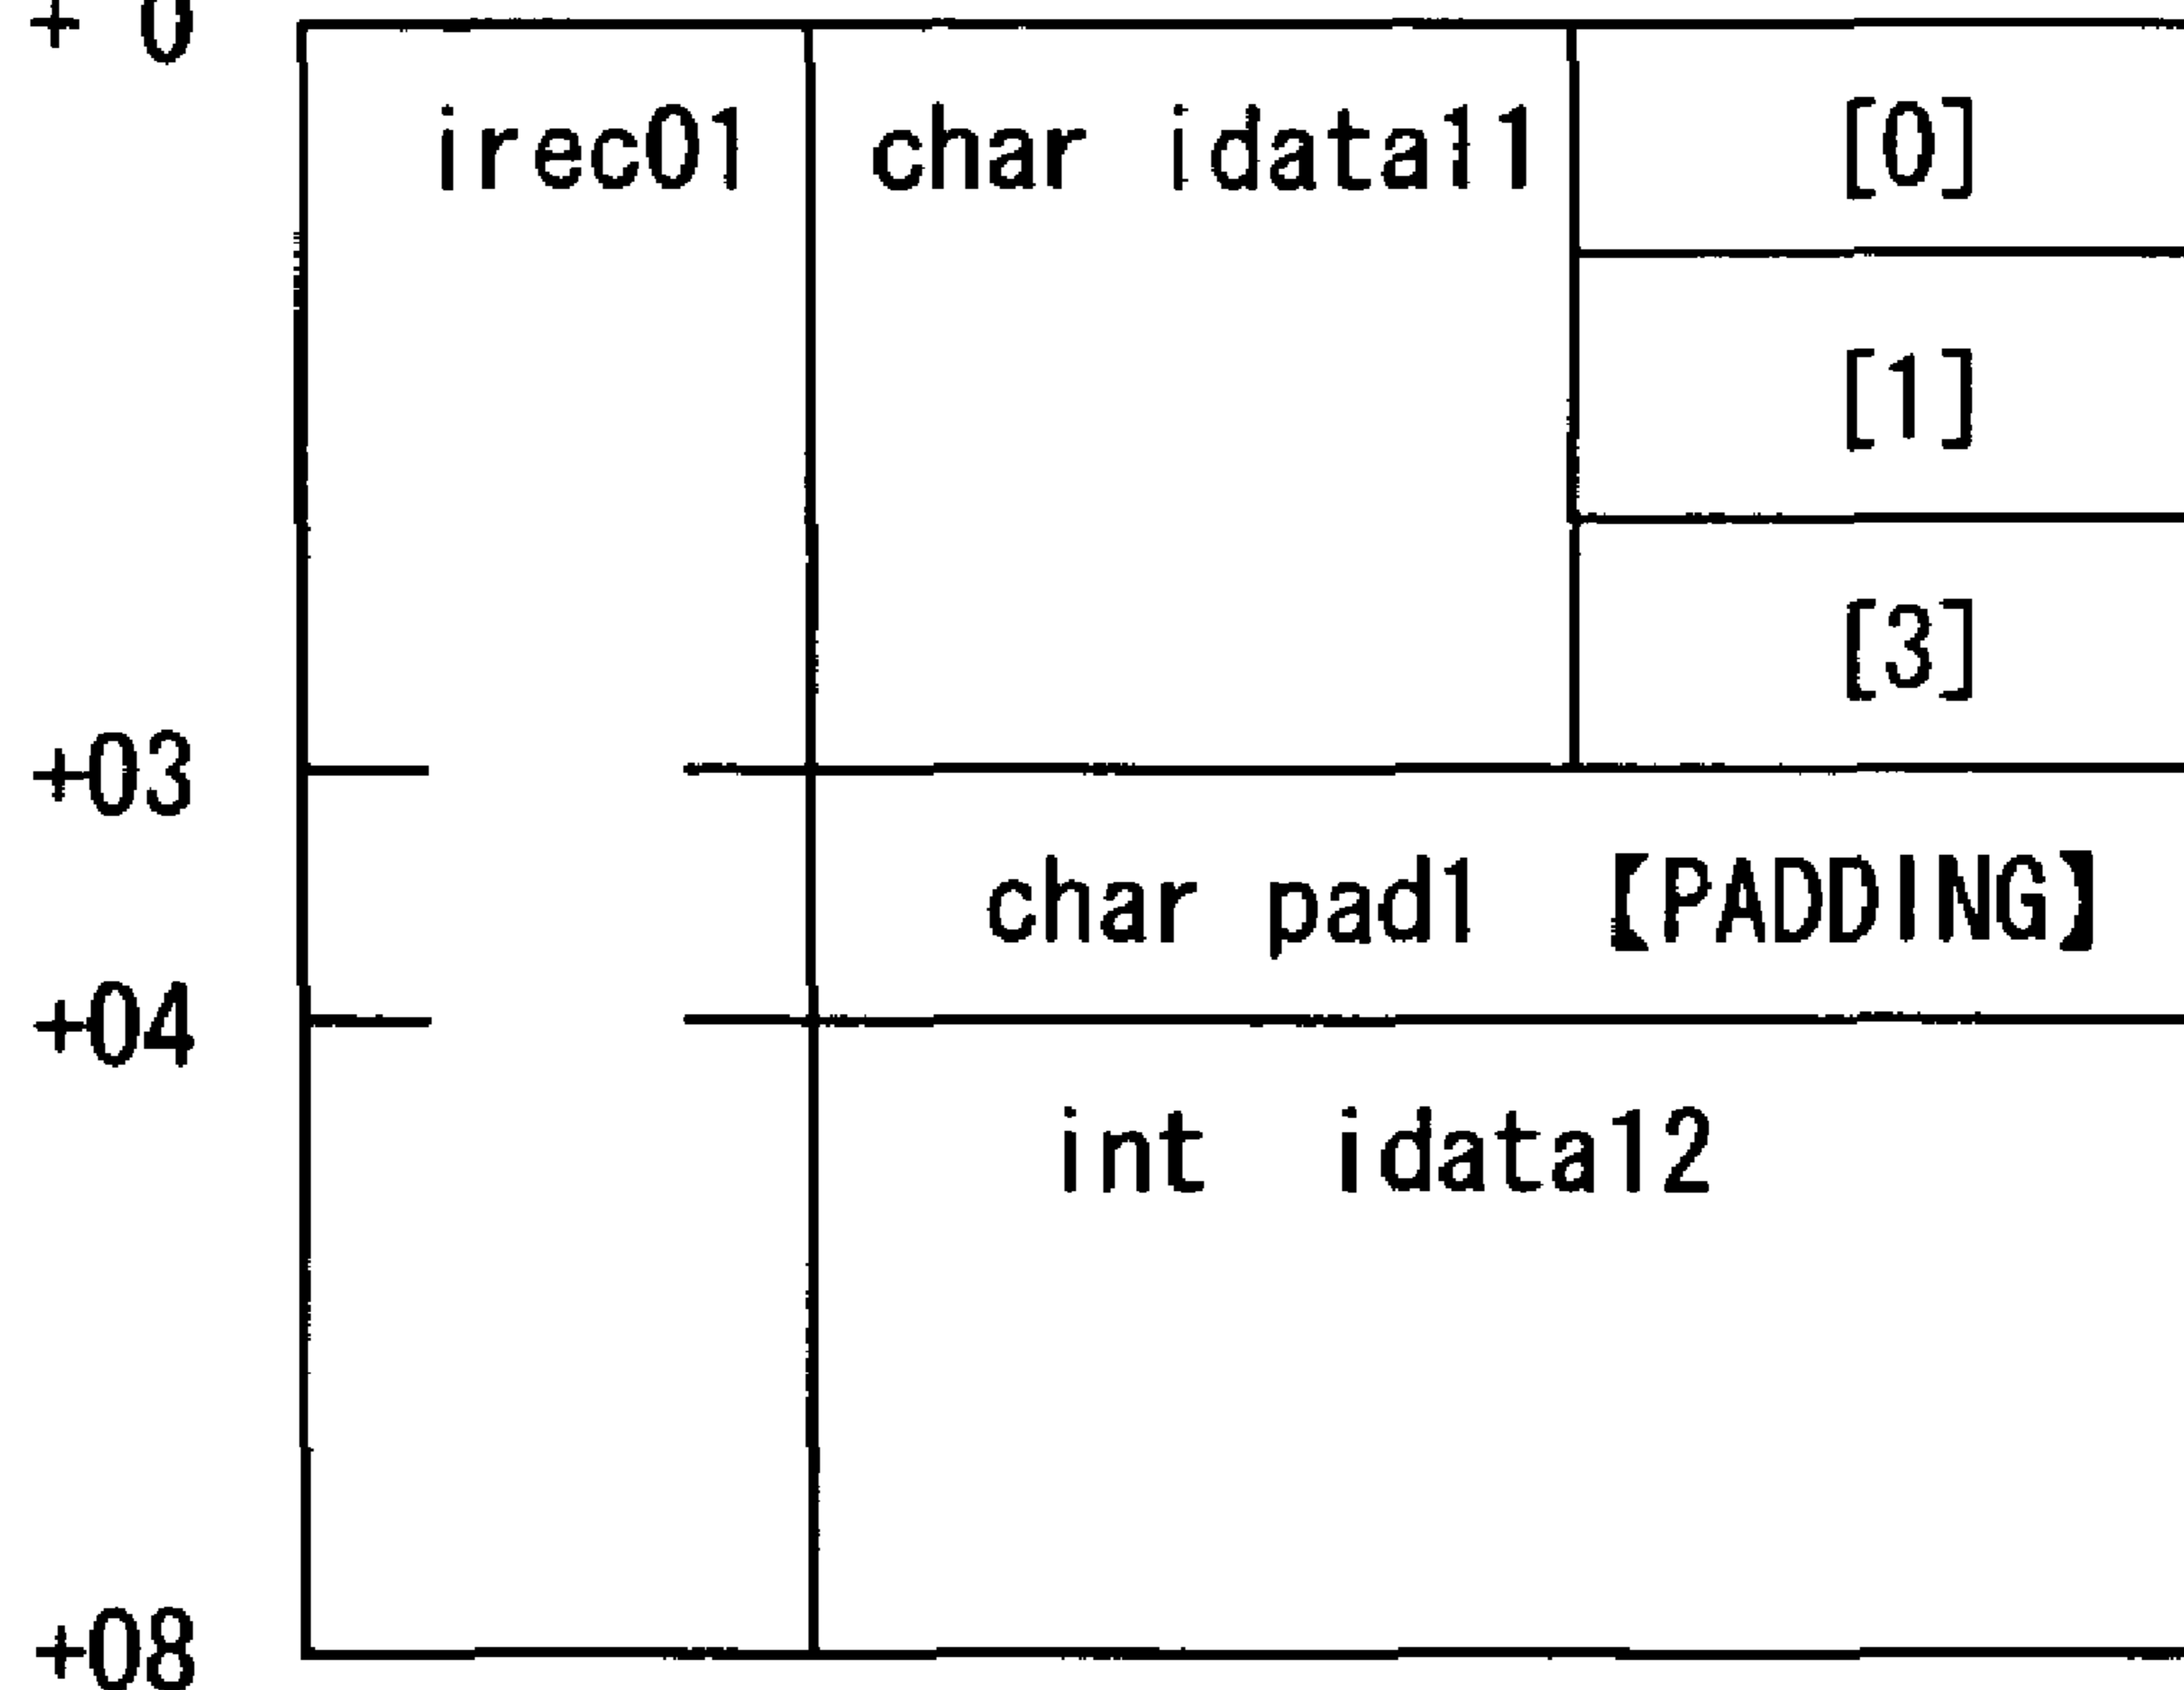 + 0
irec01 char idata11 [0]
[1]
[3]
+03
char pad1 【PADDING】
+04
int idata12
+08